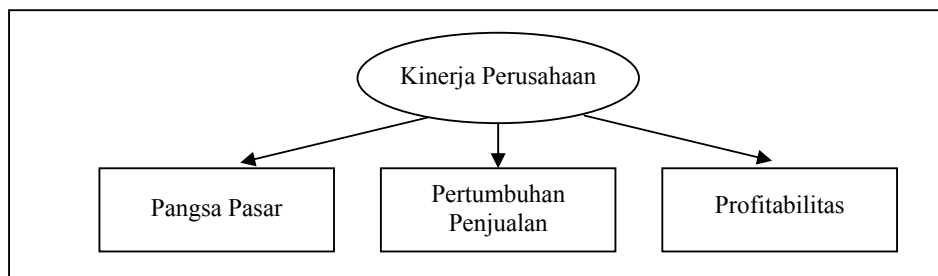 Kinerja Perusahaan
Pangsa Pasar
Pertumbuhan
Penjualan
Profitabilitas